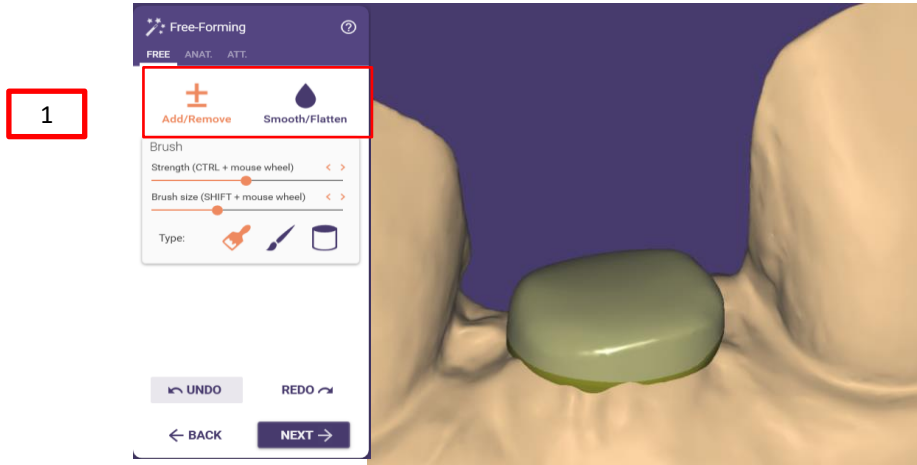 Free-Forming
FREE ANAT. ATT.
1
Add/Remove Smooth/Flatten
Brush
Strength (CTRL + mouse wheel)
Brush size (SHIFT + mouse wheel)
Type:
UNDO REDO
BACK NEXT